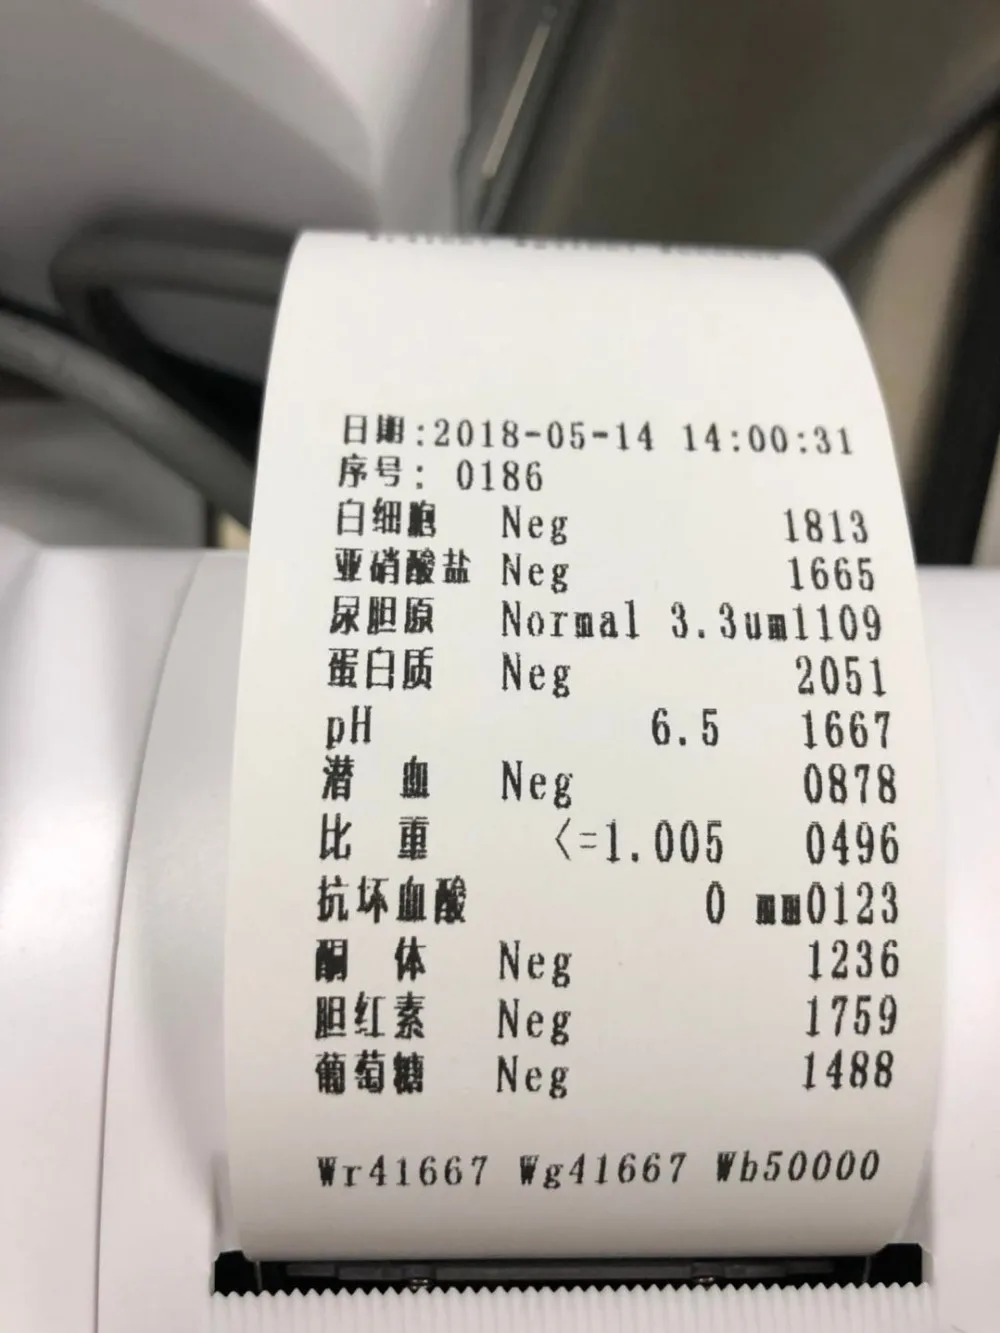 日期:2018-05-14 14:00:31
序号: 0186
白细胞 Neg 1813
亚硝酸盐 Neg 1665
尿胆原 Normal 3.3um1109
蛋白质 Neg 2051
pH 6.5 1667
潜 血 Neg 0878
比 重 <=1.005 0496
抗坏血酸 0 mm0123
酮 体 Neg 1236
胆红素 Neg 1759
葡萄糖 Neg 1488
Wr41667 Wg41667 Wb50000